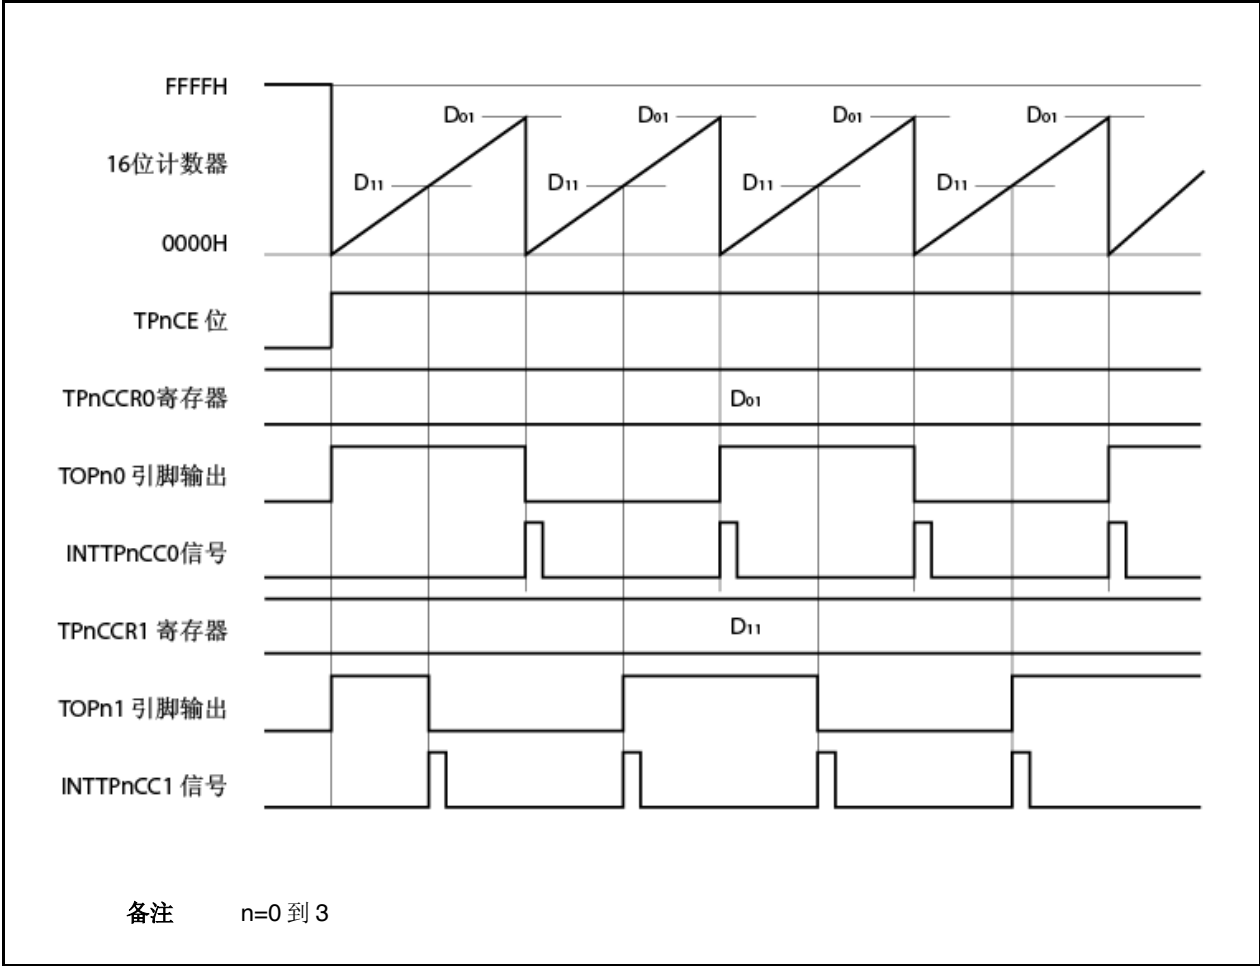 FFFFH
D01 D01 D01 D01
16位计数器
D11 D11 D11 D11
0000H
TPnCE 位
TPnCCR0寄存器 D01
TOPn0 引脚输出
INTTPnCC0信号
TPnCCR1 寄存器 D11
TOPn1 引脚输出
INTTPnCC1 信号
备注 n=0 到 3